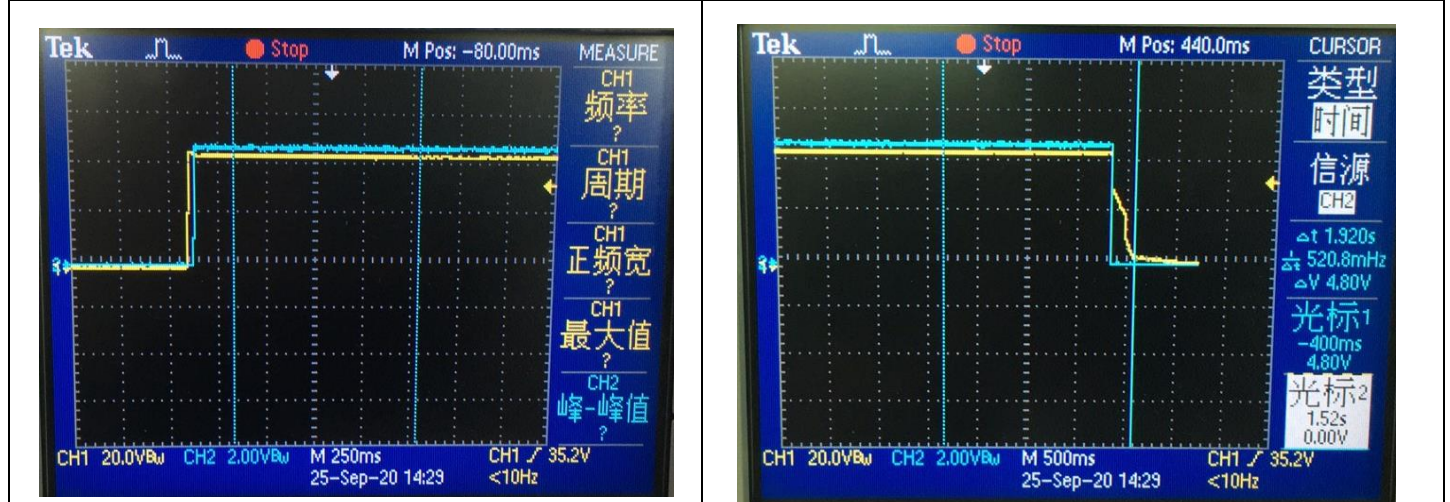 Tek
Stop
M Pos: -80.00ms
MEASURE
CH1
频率
?
CH1
周期
?
CH1
正频宽
?
CH1
最大值
?
CH2
峰-峰值
?
CH1 20.0VBw CH2 2.00VBw M 250ms CH1 35.2V
25-Sep-20 14:29 <10Hz
Tek
Stop
M Pos: 440.0ms
CURSOR
类型
时间
信源
CH2
△t 1.920s
1/△t 520.8mHz
△V 4.80V
光标1
-400ms
4.80V
光标2
1.52s
0.00V
CH1 20.0VBw CH2 2.00VBw M 500ms CH1 35.2V
25-Sep-20 14:29 <10Hz